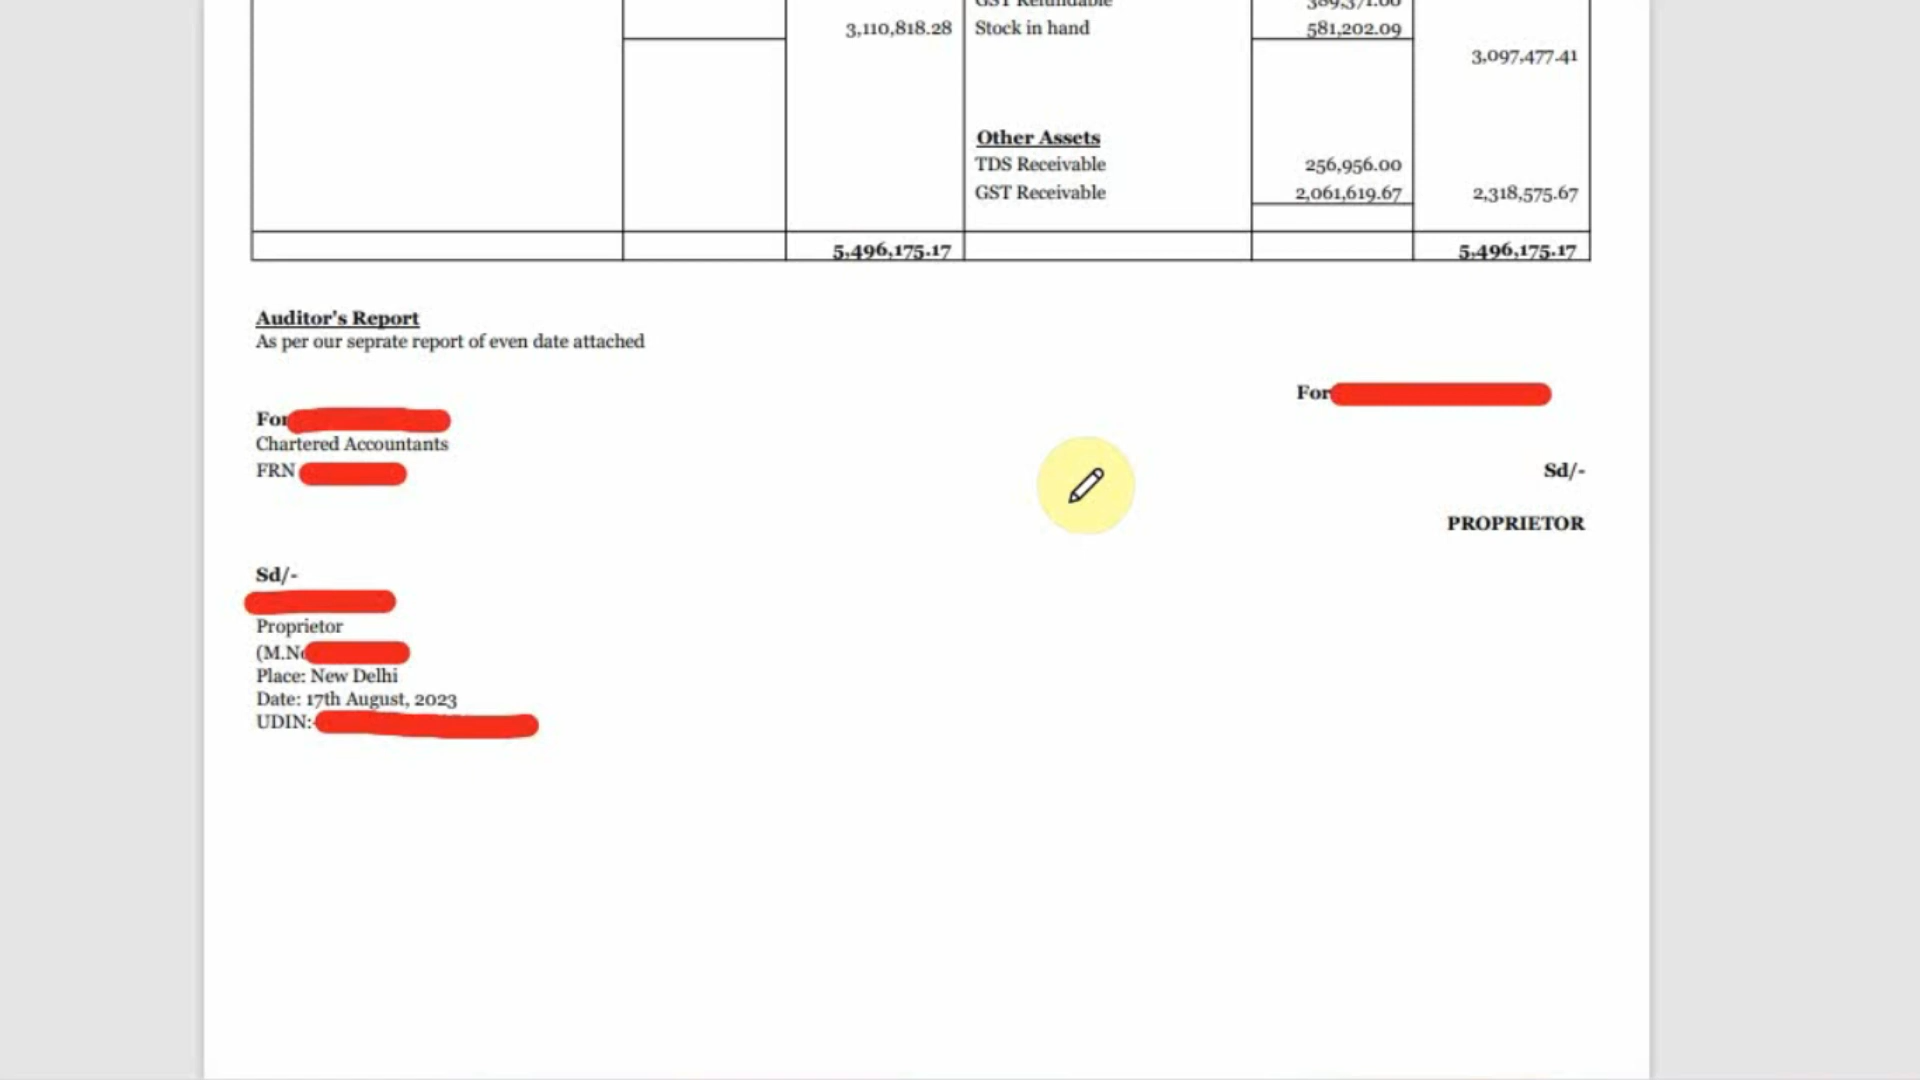 GST Refundable 389,371.00
3,110,818.28 Stock in hand 581,202.09
3,097,477.41
Other Assets
TDS Receivable 256,956.00
GST Receivable 2,061,619.67 2,318,575.67
5,496,175.17 5,496,175.17
Auditor's Report
As per our seprate report of even date attached
For
For
Chartered Accountants
FRN
Sd/-
PROPRIETOR
Sd/-
Proprietor
(M.No
Place: New Delhi
Date: 17th August, 2023
UDIN: